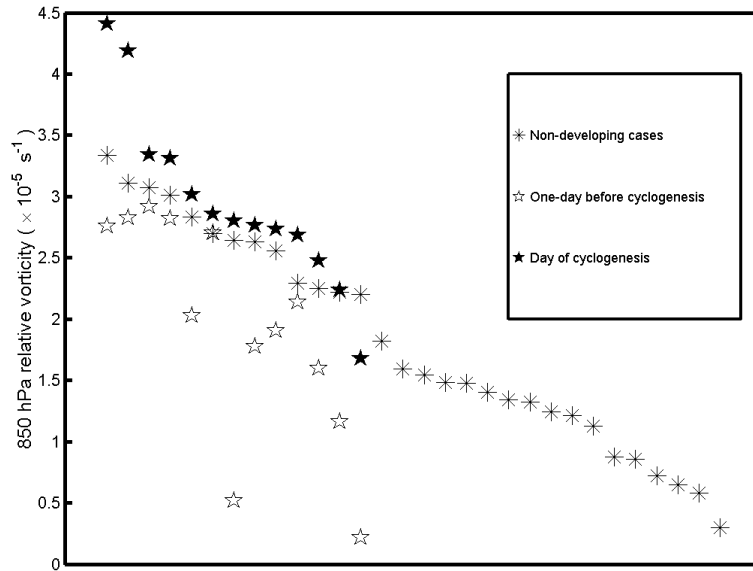 4.5
4
3.5
3
2.5
2
1.5
1
0.5
0
850 hPa relative vorticity ( × 10⁻⁵ s⁻¹ )
Non-developing cases
One-day before cyclogenesis
Day of cyclogenesis